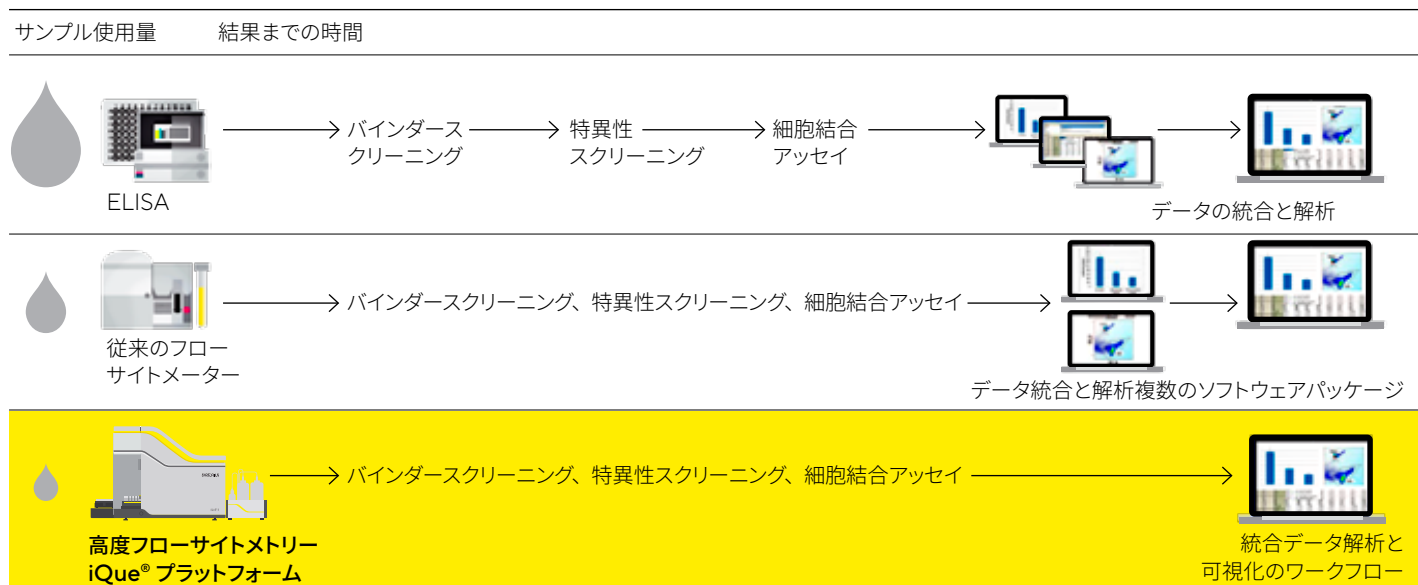 サンプル使用量 結果までの時間
バインダース
クリーニング
特異性
スクリーニング
細胞結合
アッセイ
ELISA
データの統合と解析
バインダースクリーニング、特異性スクリーニング、細胞結合アッセイ
従来のフロー
サイトメーター
データ統合と解析複数のソフトウェアパッケージ
バインダースクリーニング、特異性スクリーニング、細胞結合アッセイ
高度フローサイトメトリー
iQue® プラットフォーム
統合データ解析と
可視化のワークフロー